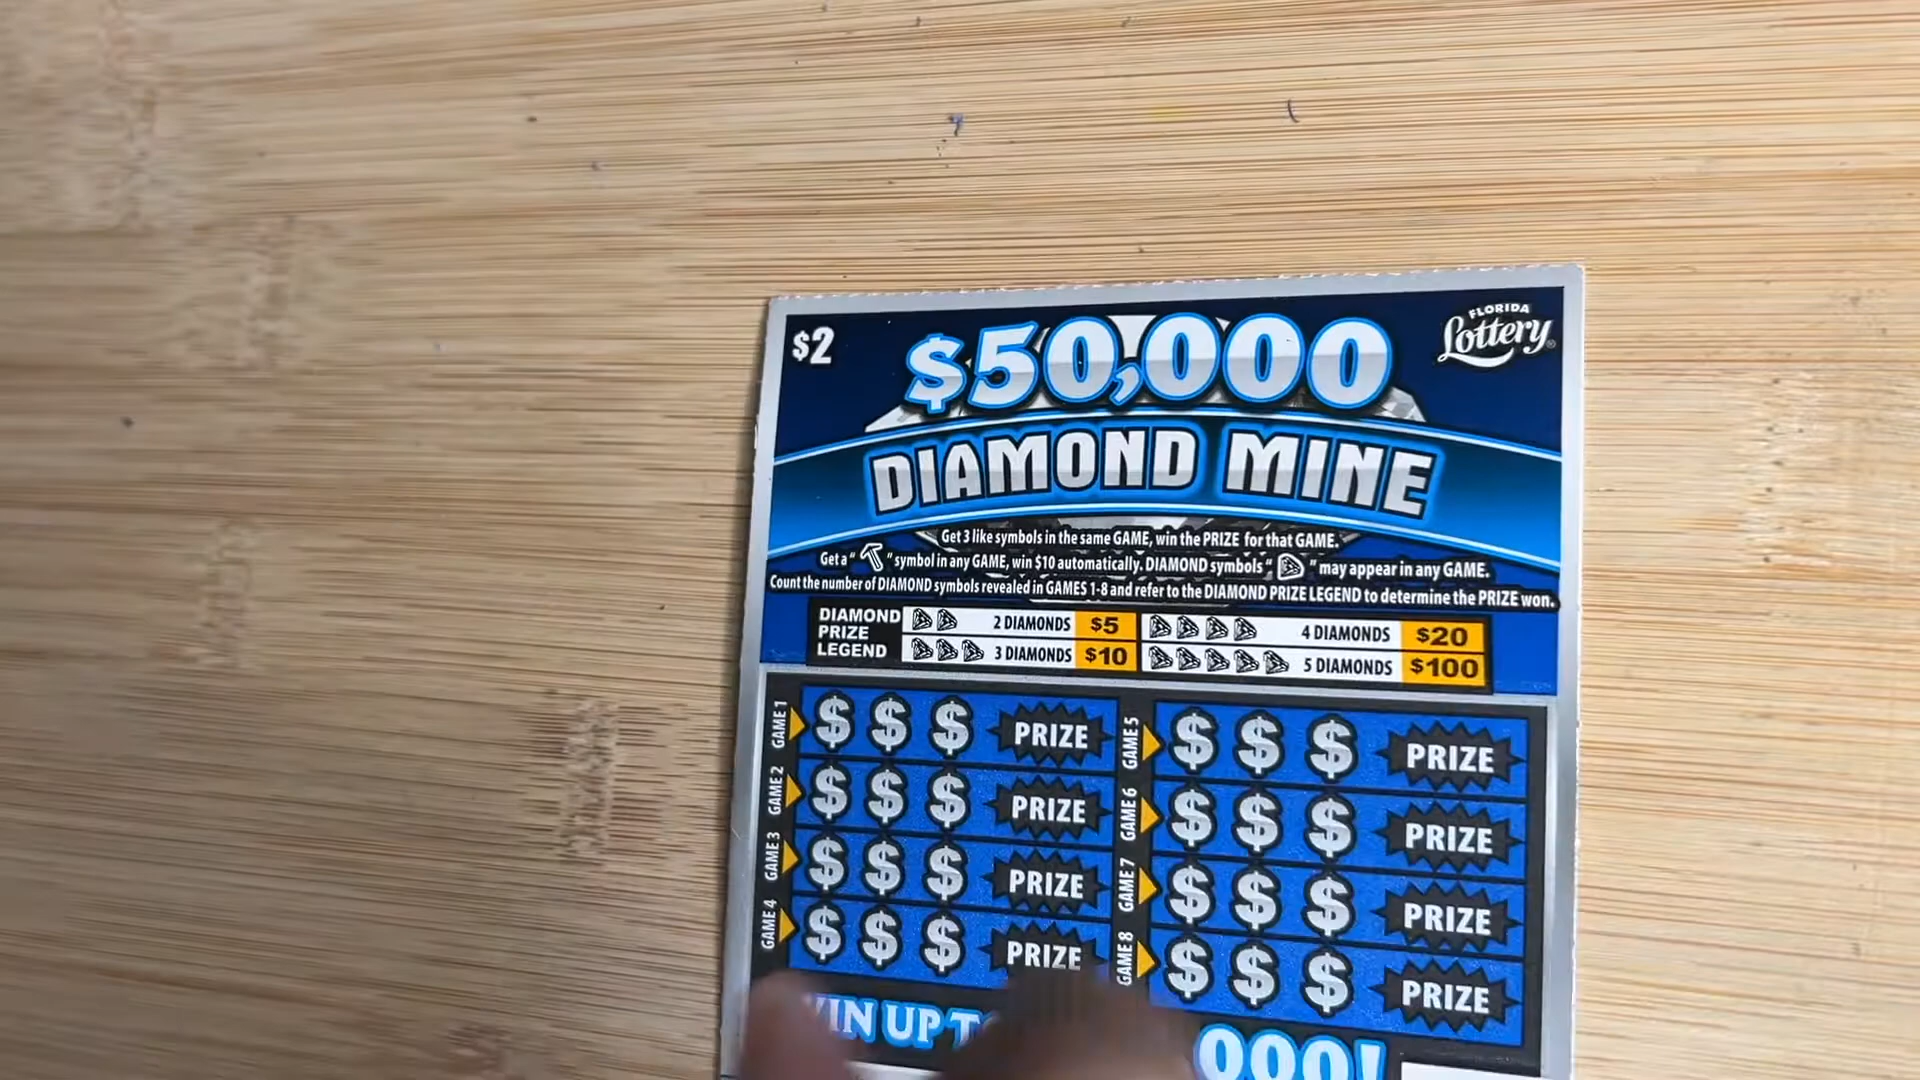 $2
$50,000
FLORIDA
Lottery®
DIAMOND MINE
Get 3 like symbols in the same GAME, win the PRIZE for that GAME.
Get a " " symbol in any GAME, win $10 automatically. DIAMOND symbols " " may appear in any GAME.
Count the number of DIAMOND symbols revealed in GAMES 1-8 and refer to the DIAMOND PRIZE LEGEND to determine the PRIZE won.
DIAMOND
PRIZE
LEGEND
2 DIAMONDS $5
4 DIAMONDS $20
3 DIAMONDS $10
5 DIAMONDS $100
GAME 1 $ $ $ PRIZE
GAME 2 $ $ $ PRIZE
GAME 3 $ $ $ PRIZE
GAME 4 $ $ $ PRIZE
GAME 5 $ $ $ PRIZE
GAME 6 $ $ $ PRIZE
GAME 7 $ $ $ PRIZE
GAME 8 $ $ $ PRIZE
WIN UP 000!